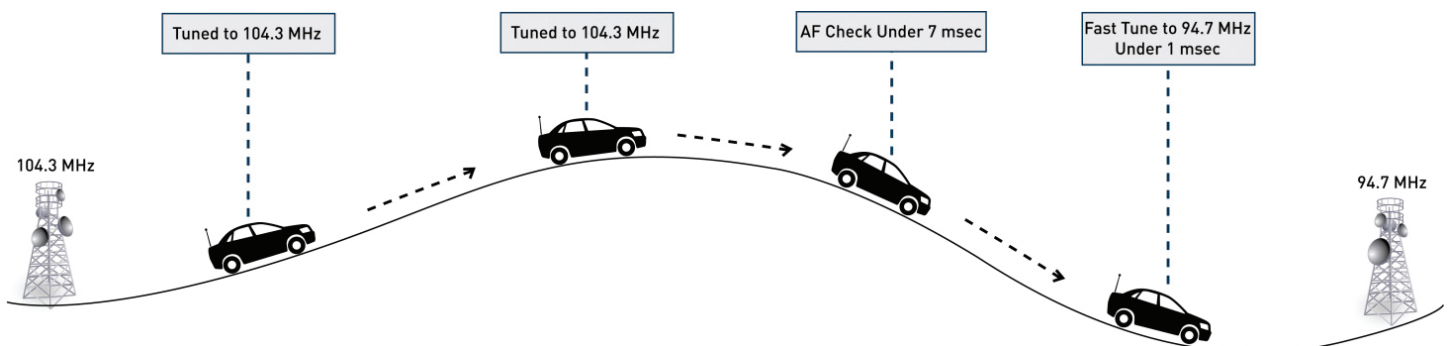 Tuned to 104.3 MHz
Tuned to 104.3 MHz
AF Check Under 7 msec
Fast Tune to 94.7 MHz
Under 1 msec
104.3 MHz
94.7 MHz